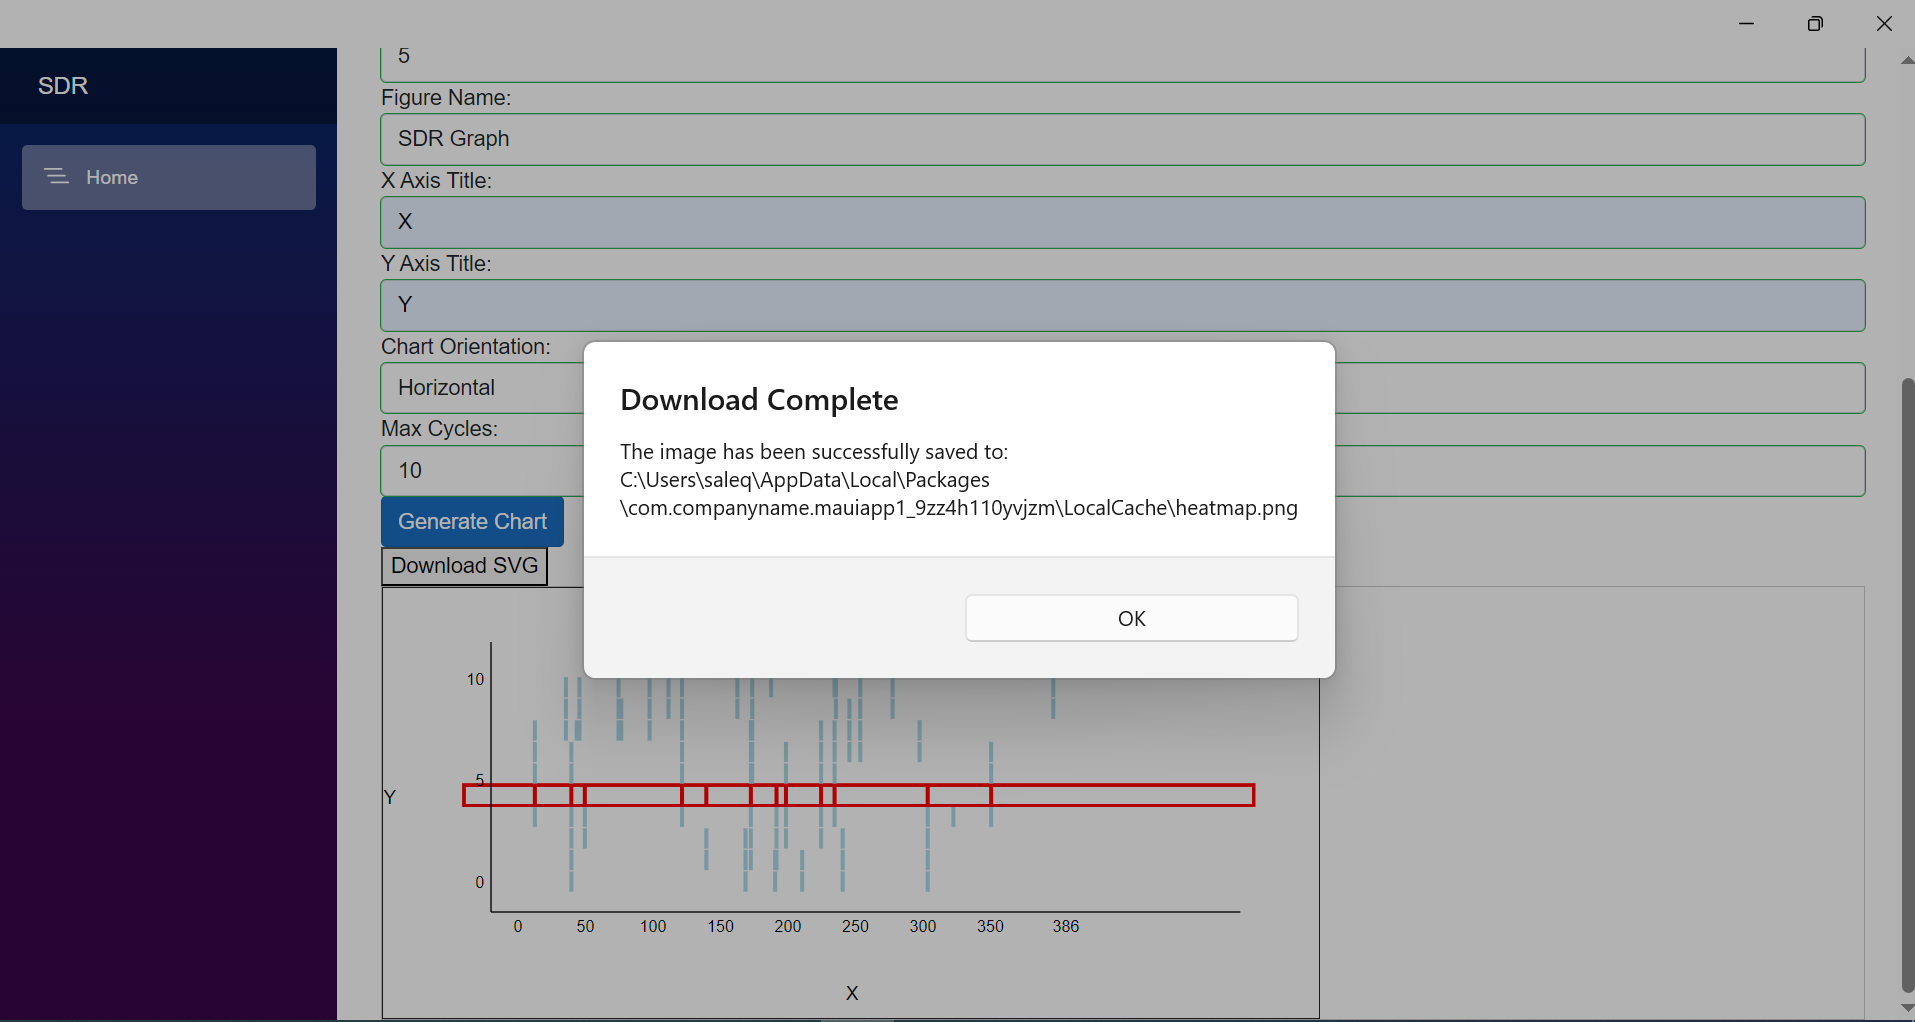 SDR
Home
5
Figure Name:
SDR Graph
X Axis Title:
X
Y Axis Title:
Y
Chart Orientation:
Horizontal
Max Cycles:
10
Generate Chart
Download SVG
Download Complete
The image has been successfully saved to:
C:\Users\saleq\AppData\Local\Packages
\com.companyname.mauiapp1_9zz4h110yvjzm\LocalCache\heatmap.png
OK
10
5
Y
0
0 50 100 150 200 250 300 350 386
X